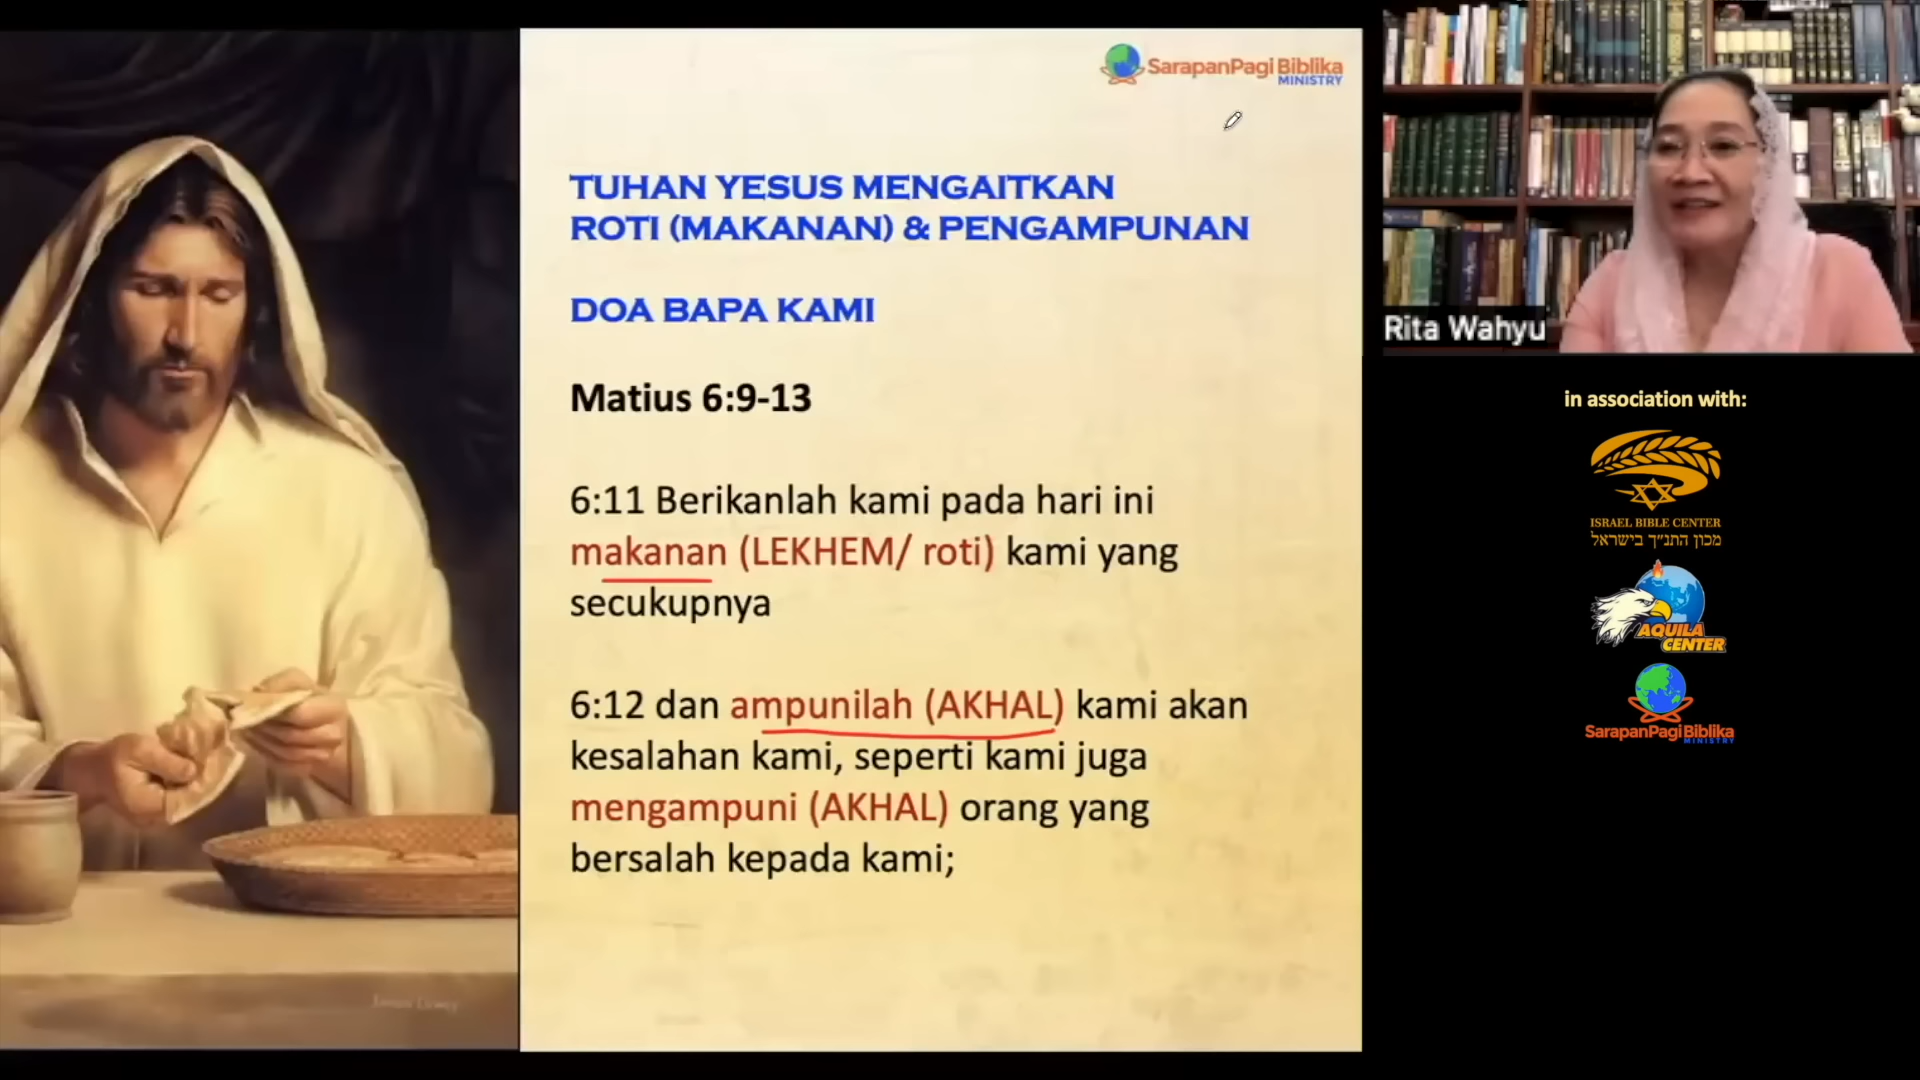 SarapanPagi Biblika
MINISTRY
TUHAN YESUS MENGAITKAN
ROTI (MAKANAN) & PENGAMPUNAN
DOA BAPA KAMI
Matius 6:9-13
6:11 Berikanlah kami pada hari ini
makanan (LEKHEM/ roti) kami yang
secukupnya
6:12 dan ampunilah (AKHAL) kami akan
kesalahan kami, seperti kami juga
mengampuni (AKHAL) orang yang
bersalah kepada kami;
Rita Wahyu
in association with:
ISRAEL BIBLE CENTER
מכון התנ"ך בישראל
AQUILA
CENTER
SarapanPagi Biblika
MINISTRY